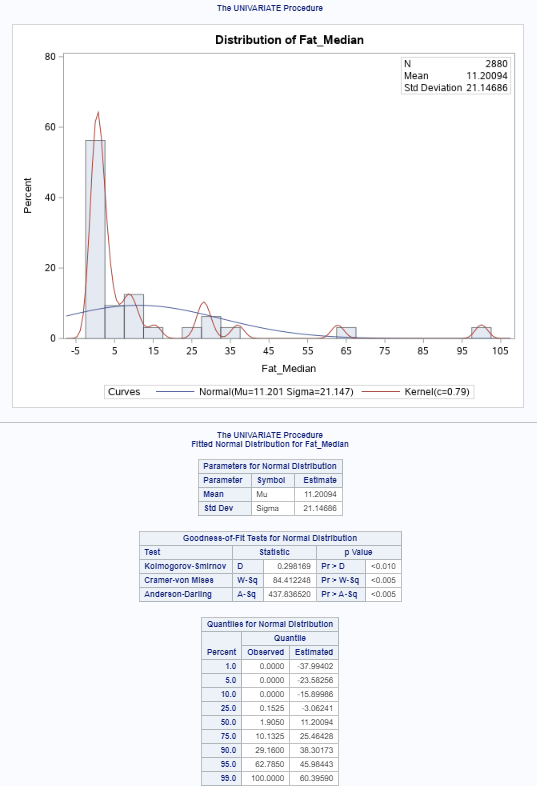 The UNIVARIATE Procedure
Distribution of Fat_Median
N 2880
Mean 11.20094
Std Deviation 21.14686
80
60
40
20
0
Percent
-5 5 15 25 35 45 55 65 75 85 95 105
Fat_Median
Curves Normal(Mu=11.201 Sigma=21.147) Kernel(c=0.79)
The UNIVARIATE Procedure
Fitted Normal Distribution for Fat_Median
Parameters for Normal Distribution
Parameter Symbol Estimate
Mean Mu 11.20094
Std Dev Sigma 21.14686
Goodness-of-Fit Tests for Normal Distribution
Test Statistic p Value
Kolmogorov-Smirnov D 0.298169 Pr > D <0.010
Cramer-von Mises W-Sq 84.412248 Pr > W-Sq <0.005
Anderson-Darling A-Sq 437.836520 Pr > A-Sq <0.005
Quantiles for Normal Distribution
Quantile
Percent Observed Estimated
1.0 0.0000 -37.99402
5.0 0.0000 -23.58256
10.0 0.0000 -15.89986
25.0 0.1525 -3.06241
50.0 1.9050 11.20094
75.0 10.1325 25.46428
90.0 29.1600 38.30173
95.0 62.7850 45.98443
99.0 100.0000 60.39590